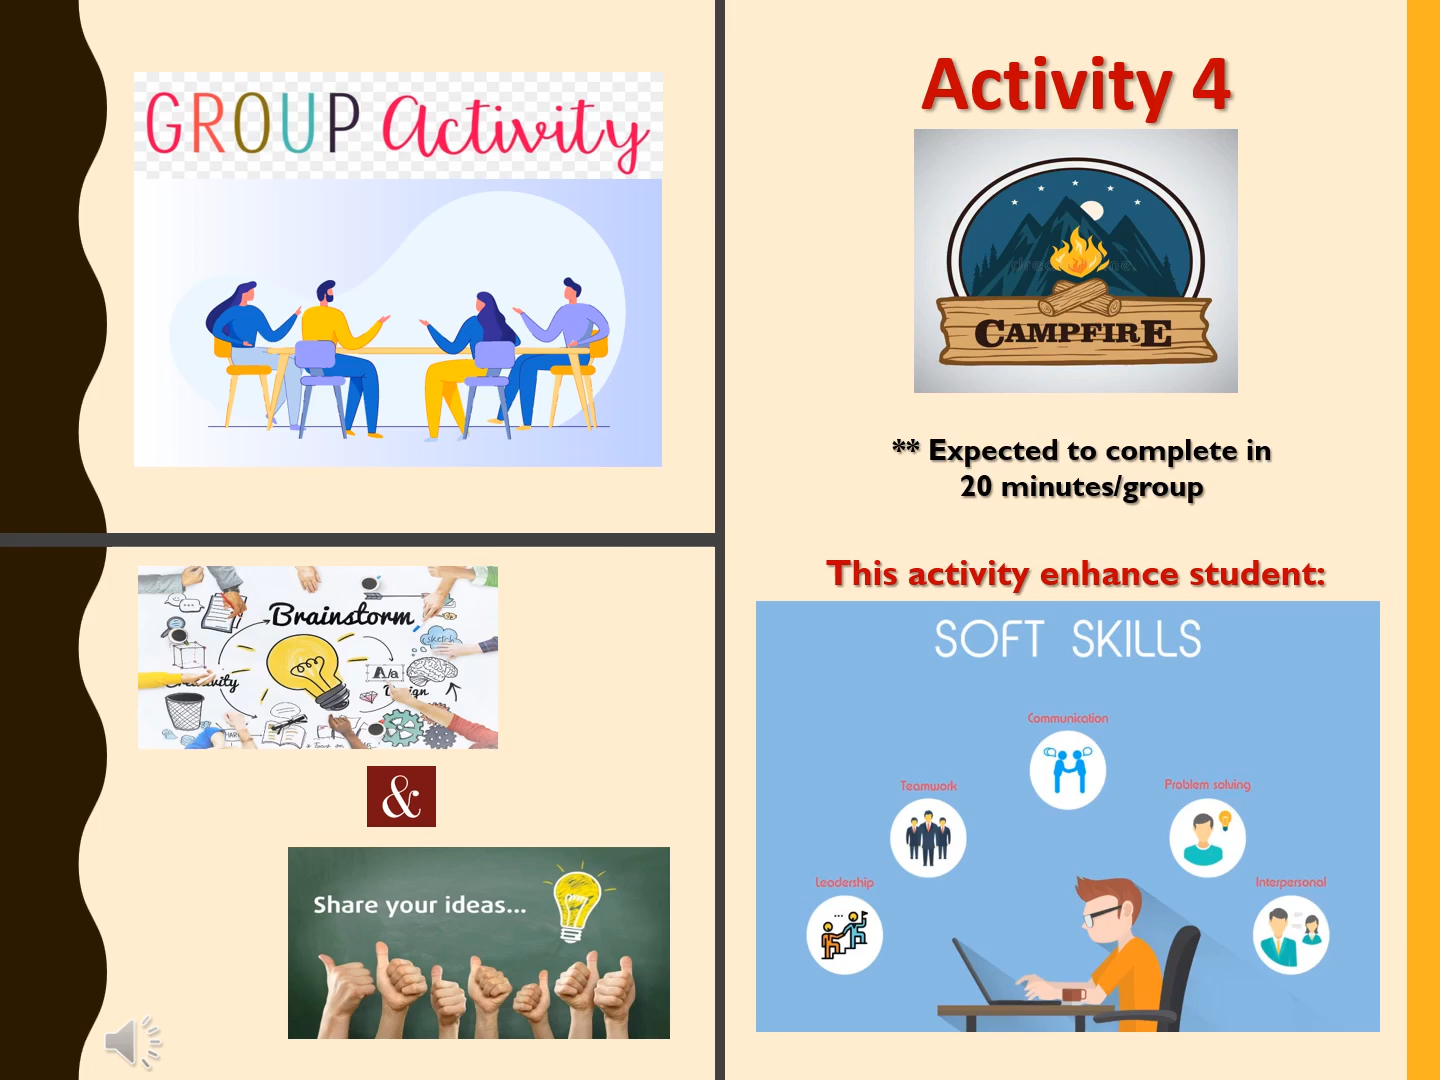 GROUP Activity
Brainstorm
sketch
A/a
&
Share your ideas...
Activity 4
CAMPFIRE
** Expected to complete in
20 minutes/group
This activity enhance student:
SOFT SKILLS
Communication
Teamwork
Problem solving
Leadership
Interpersonal